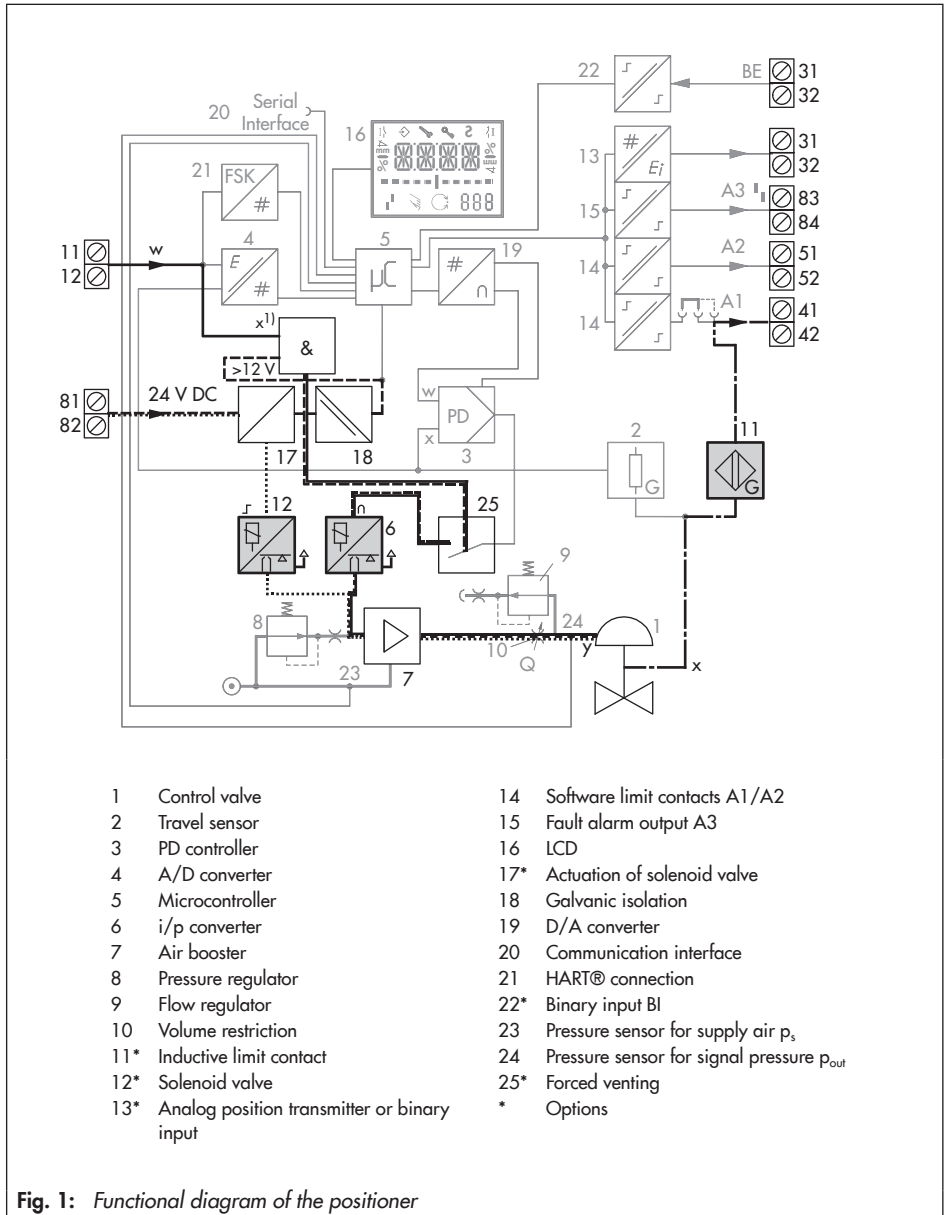 22
BE
31
32
20
Serial
Interface
16
mm
%
%
mm
888
13
#
Ei
31
32
21
FSK
#
15
A3
83
84
11
12
w
4
E
#
5
µC
#
∩
19
14
A2
51
52
x1)
&
14
A1
41
42
>12 V
81
82
24 V DC
w
PD
x
3
17
18
2
G
11
G
12
6
∩
25
9
8
24
1
10
Q
y
x
23
7
1 Control valve
2 Travel sensor
3 PD controller
4 A/D converter
5 Microcontroller
6 i/p converter
7 Air booster
8 Pressure regulator
9 Flow regulator
10 Volume restriction
11* Inductive limit contact
12* Solenoid valve
13* Analog position transmitter or binary
input
14 Software limit contacts A1/A2
15 Fault alarm output A3
16 LCD
17* Actuation of solenoid valve
18 Galvanic isolation
19 D/A converter
20 Communication interface
21 HART® connection
22* Binary input BI
23 Pressure sensor for supply air ps
24 Pressure sensor for signal pressure pout
25* Forced venting
* Options
Fig. 1: Functional diagram of the positioner